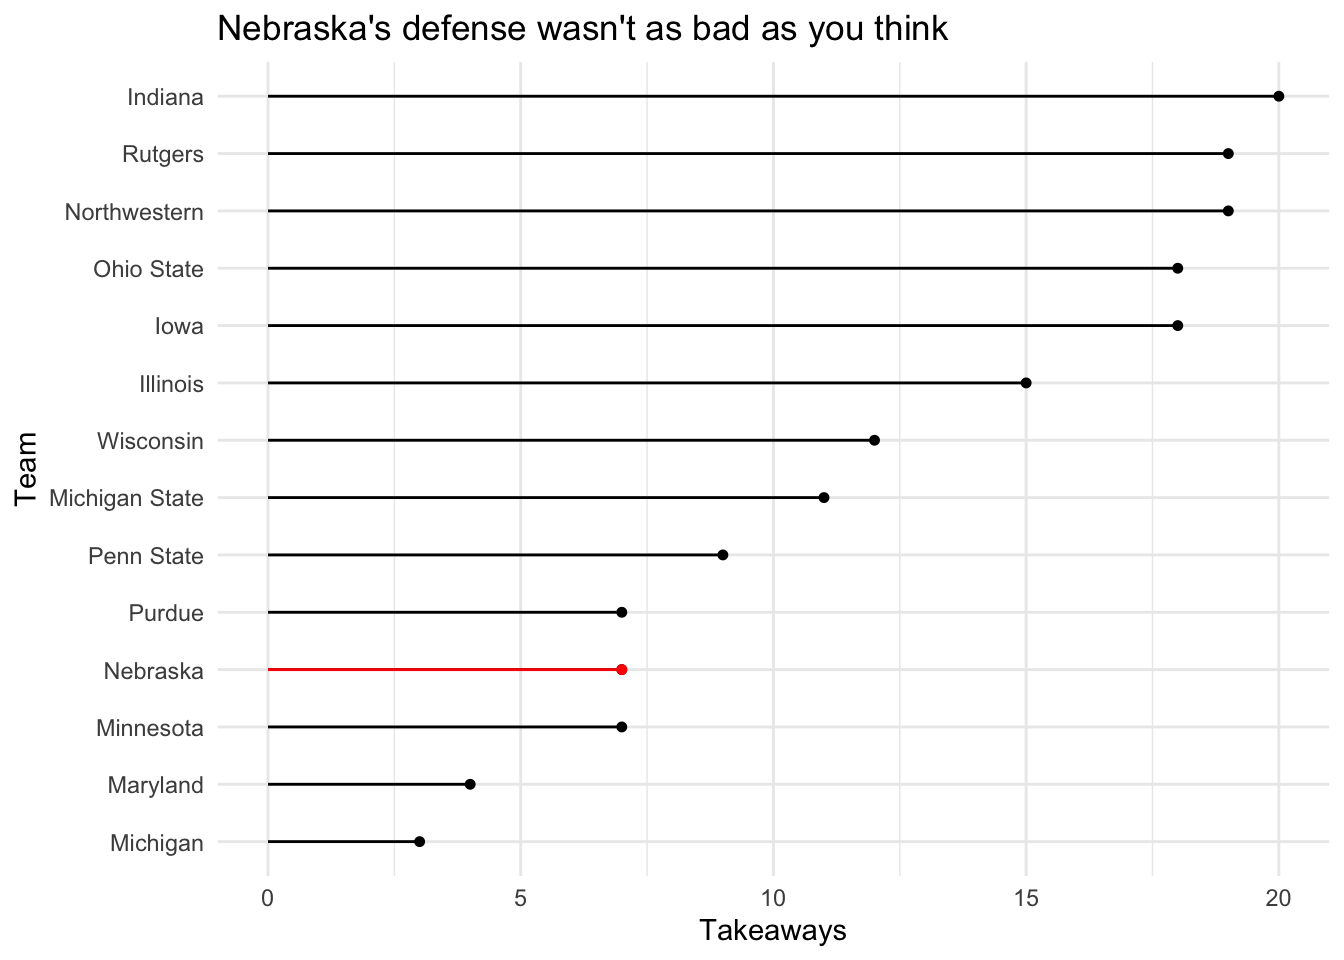 Nebraska's defense wasn't as bad as you think
Indiana
Rutgers
Northwestern
Ohio State
Iowa
Illinois
Wisconsin
Michigan State
Penn State
Purdue
Nebraska
Minnesota
Maryland
Michigan
Team
0 5 10 15 20
Takeaways